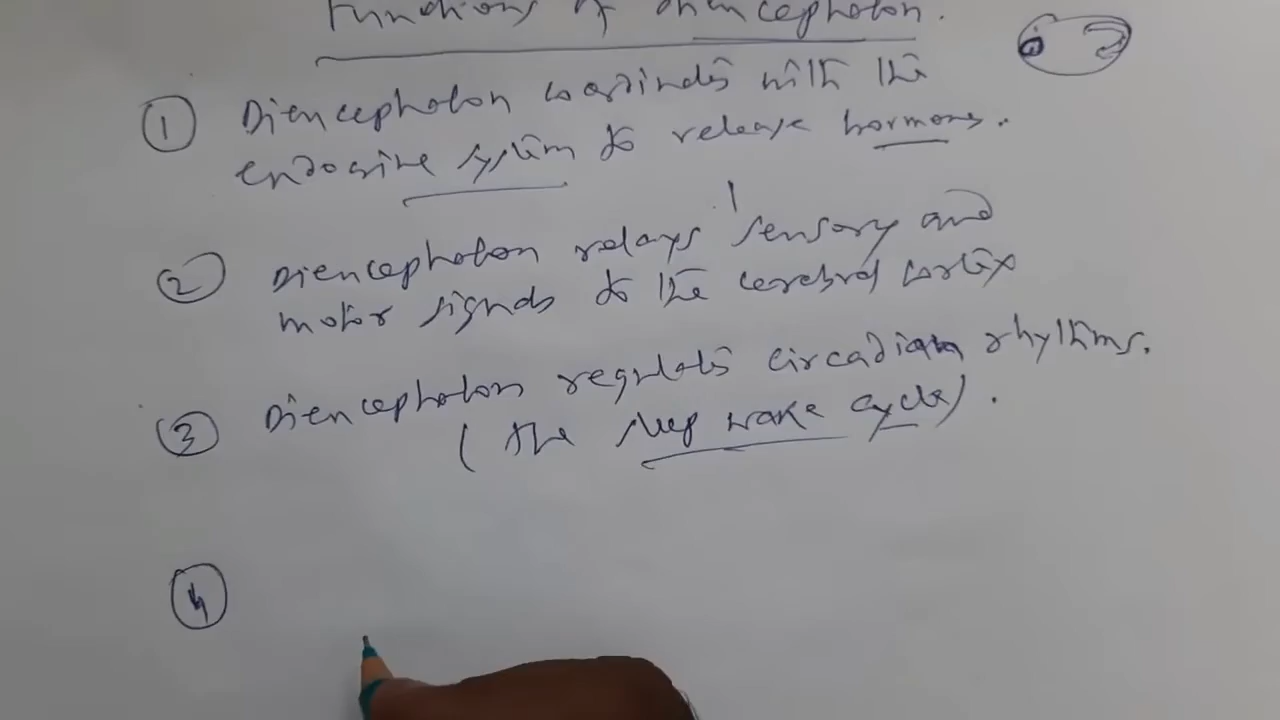 Functions of Diencephalon.
① Diencephalon coordinates with the
endocrine system to release hormones.
② Diencephalon relays sensory and
motor signals to the cerebral cortex
③ Diencephalon regulates circadian rhythms.
(the sleep wake cycle).
④